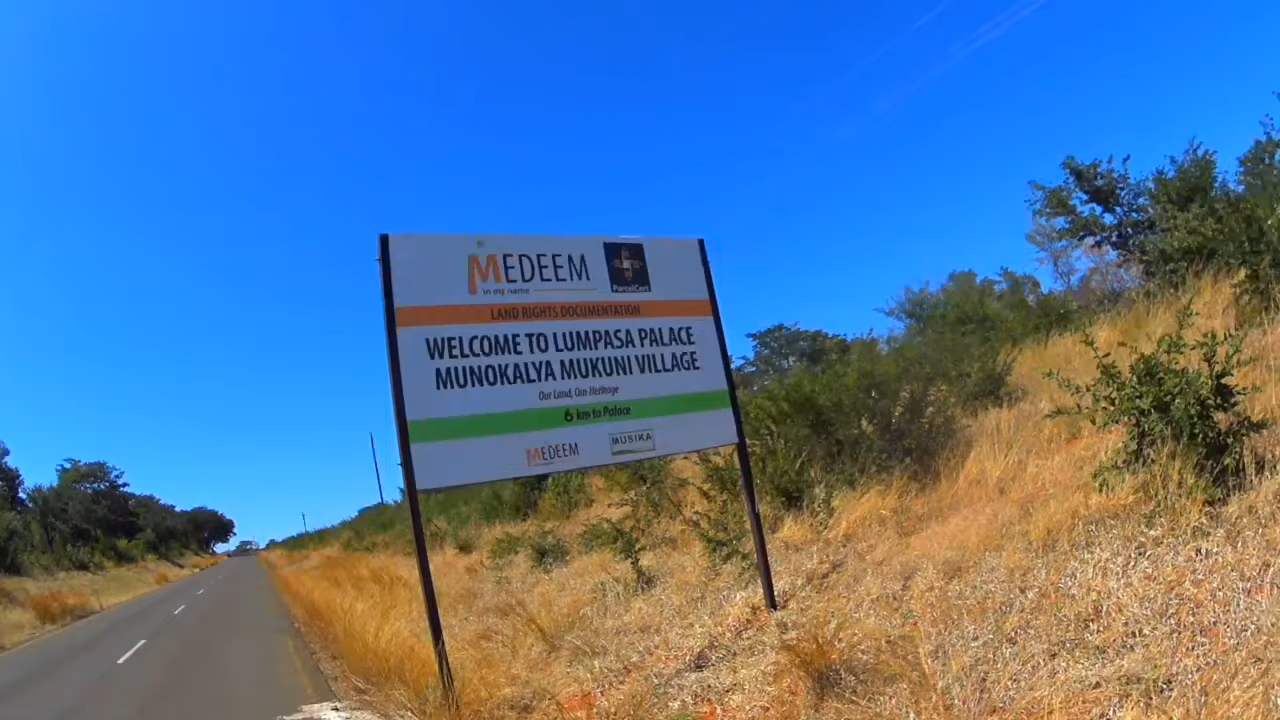 MEDEEM
in my name
ParcelCert
LAND RIGHTS DOCUMENTATION
WELCOME TO LUMPASA PALACE
MUNOKALYA MUKUNI VILLAGE
Our Land, Our Heritage
6 km to Palace
MEDEEM
MUSIKA